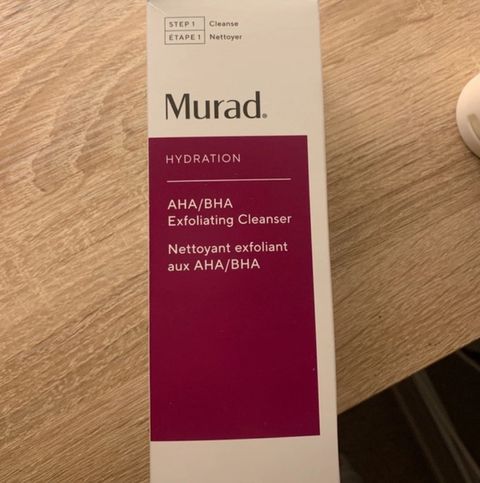 STEP 1 Cleanse
ÉTAPE 1 Nettoyer
Murad®
HYDRATION
AHA/BHA
Exfoliating Cleanser
Nettoyant exfoliant
aux AHA/BHA